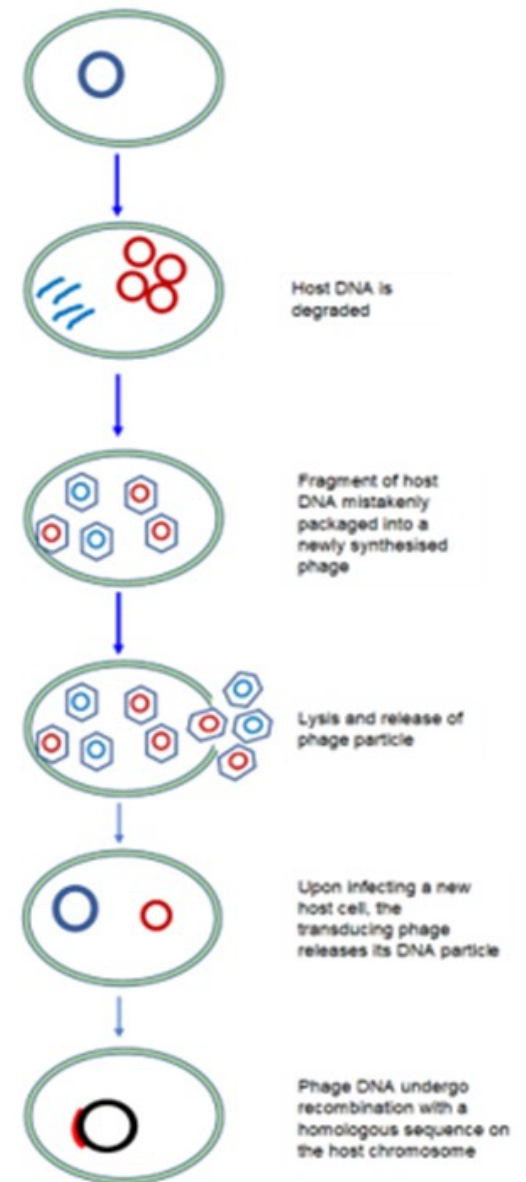 Host DNA is
degraded
Fragment of host
DNA mistakenly
packaged into a
newly synthesised
phage
Lysis and release of
phage particle
Upon infecting a new
host cell, the
transducing phage
releases its DNA particle
Phage DNA undergo
recombination with a
homologous sequence on
the host chromosome